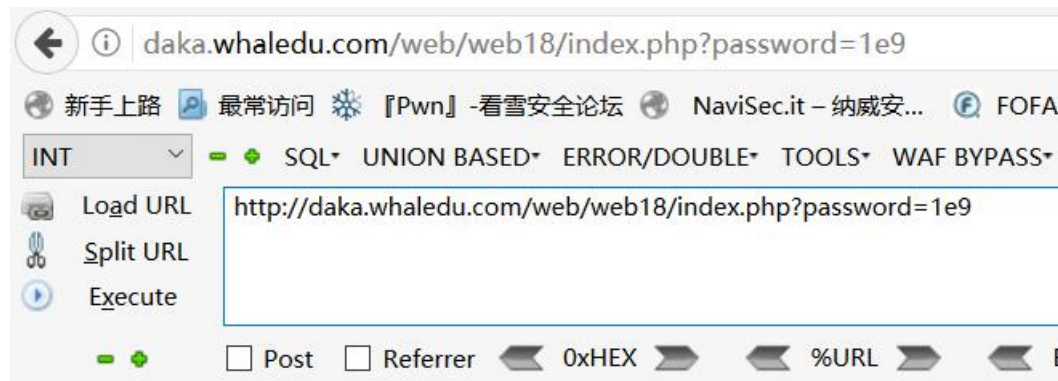 daka.whaledu.com/web/web18/index.php?password=1e9
新手上路 最常访问 『Pwn』-看雪安全论坛 NaviSec.it – 纳威安... FOFA
INT SQL UNION BASED ERROR/DOUBLE TOOLS WAF BYPASS
Load URL http://daka.whaledu.com/web/web18/index.php?password=1e9
Split URL
Execute
Post Referrer 0xHEX %URL